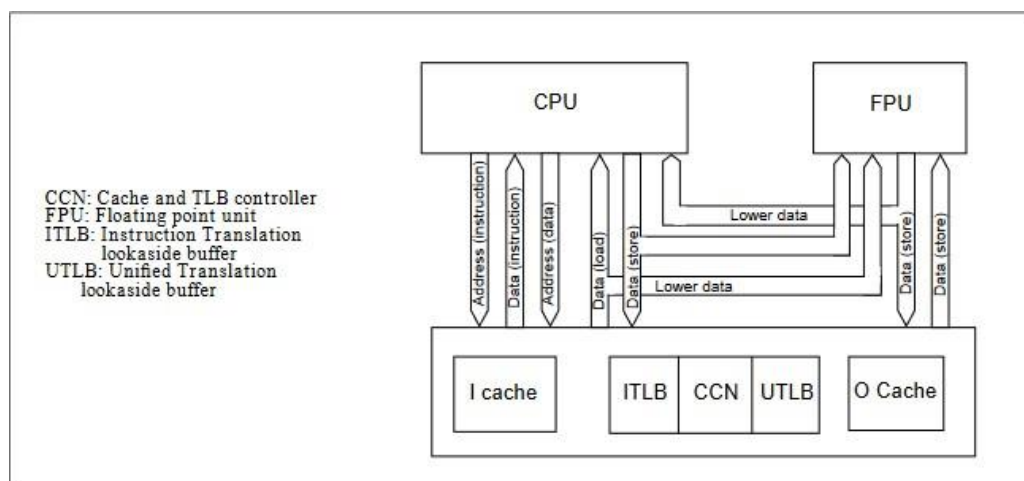 CPU
FPU
CCN: Cache and TLB controller
FPU: Floating point unit
ITLB: Instruction Translation
lookaside buffer
UTLB: Unified Translation
lookaside buffer
Address (instruction)
Data (instruction)
Address (data)
Data (load)
Data (store)
Lower data
Lower data
Data (store)
Data (store)
I cache
ITLB
CCN
UTLB
O Cache